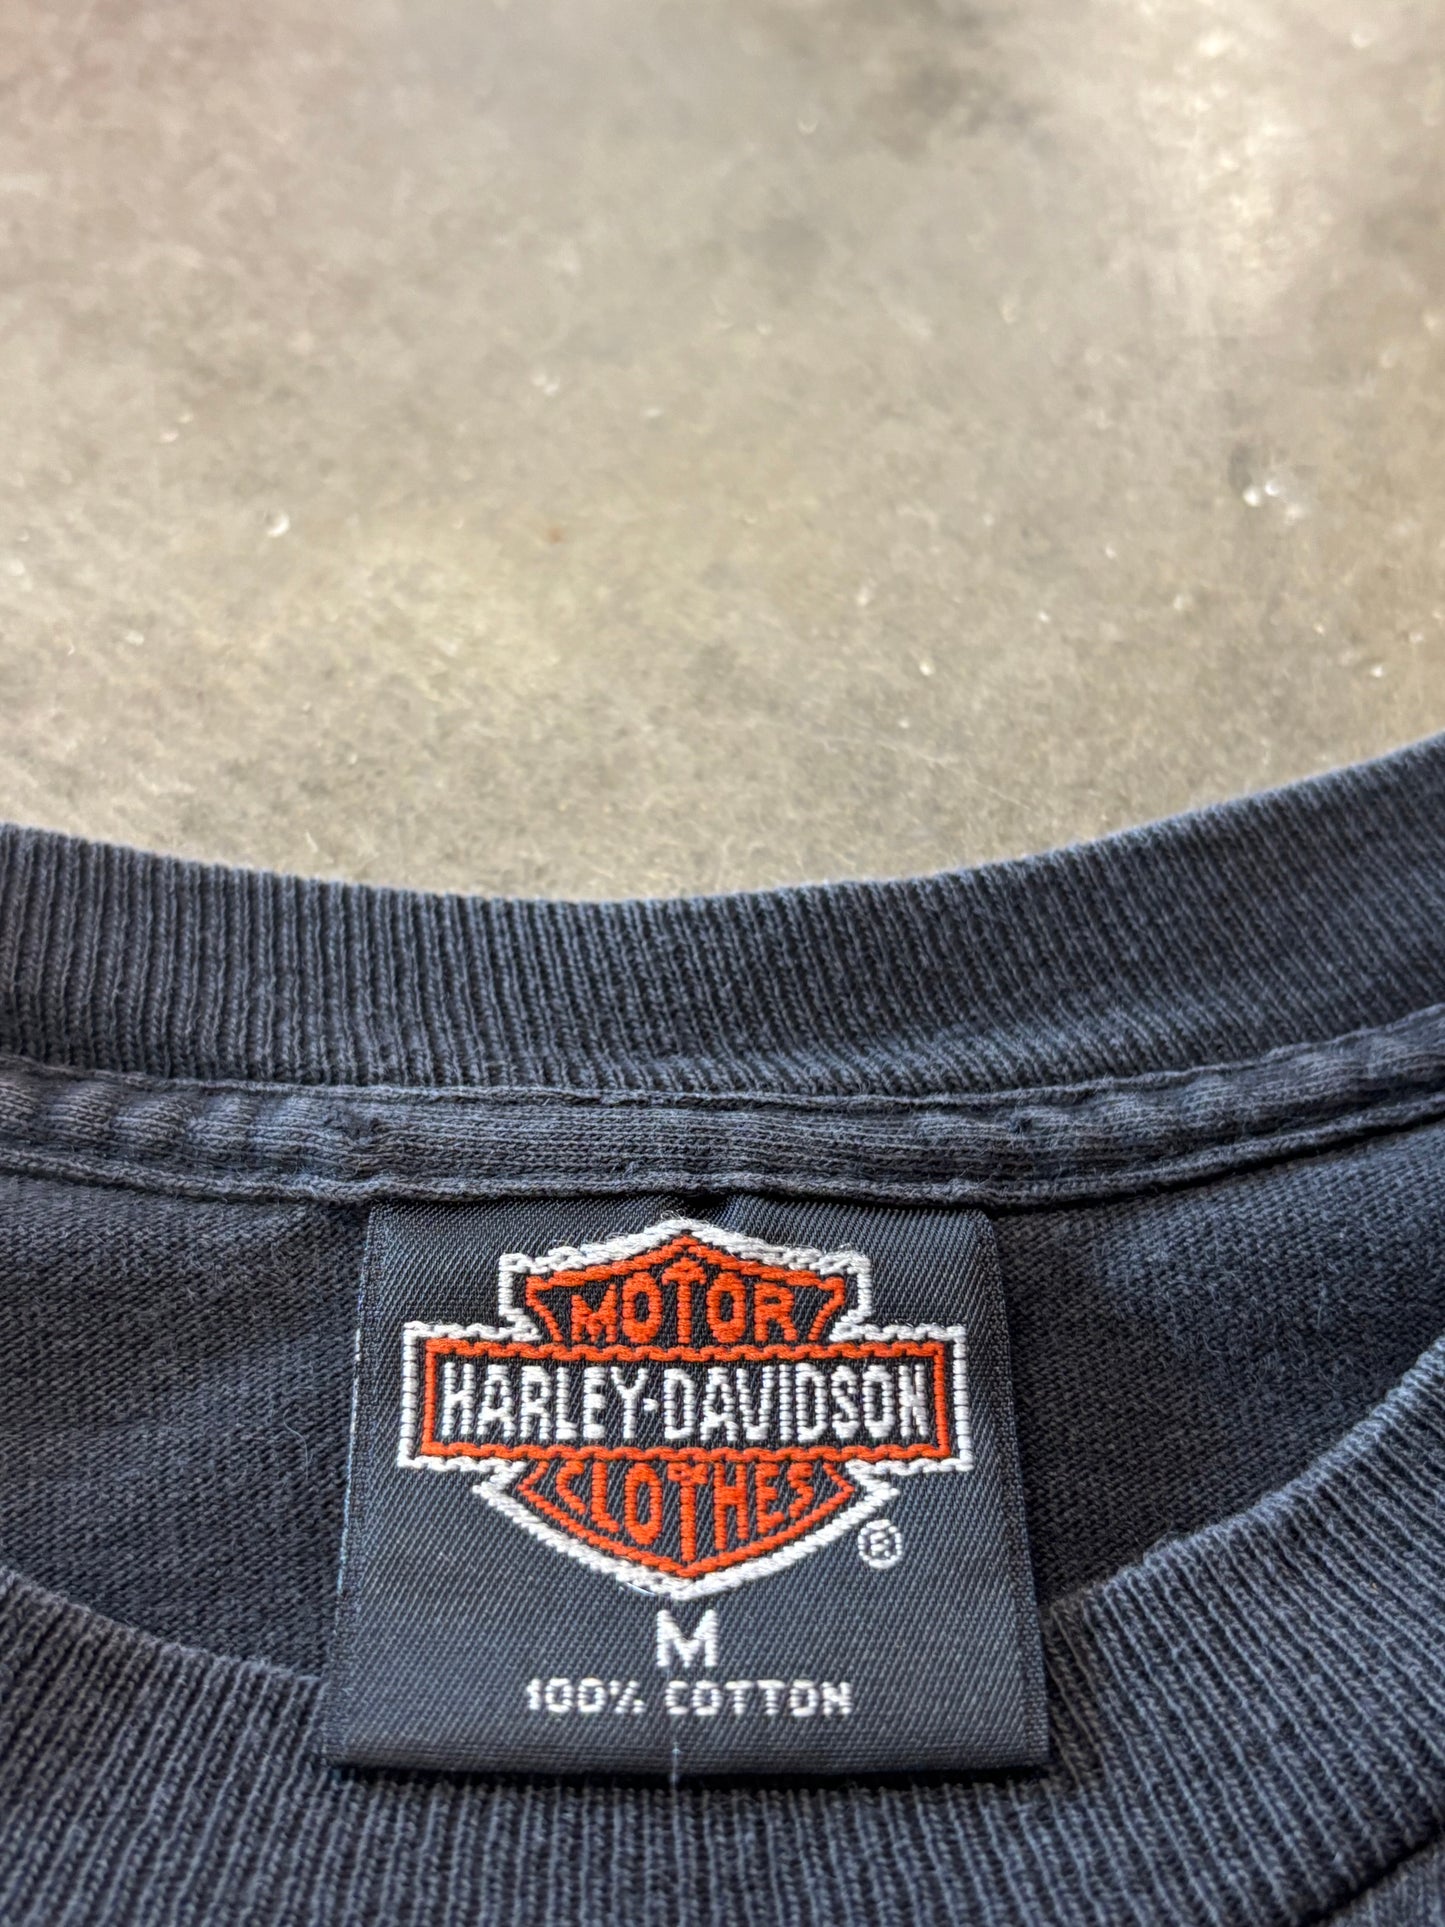 MOTOR
HARLEY-DAVIDSON
CLOTHES
®
M
100% COTTON